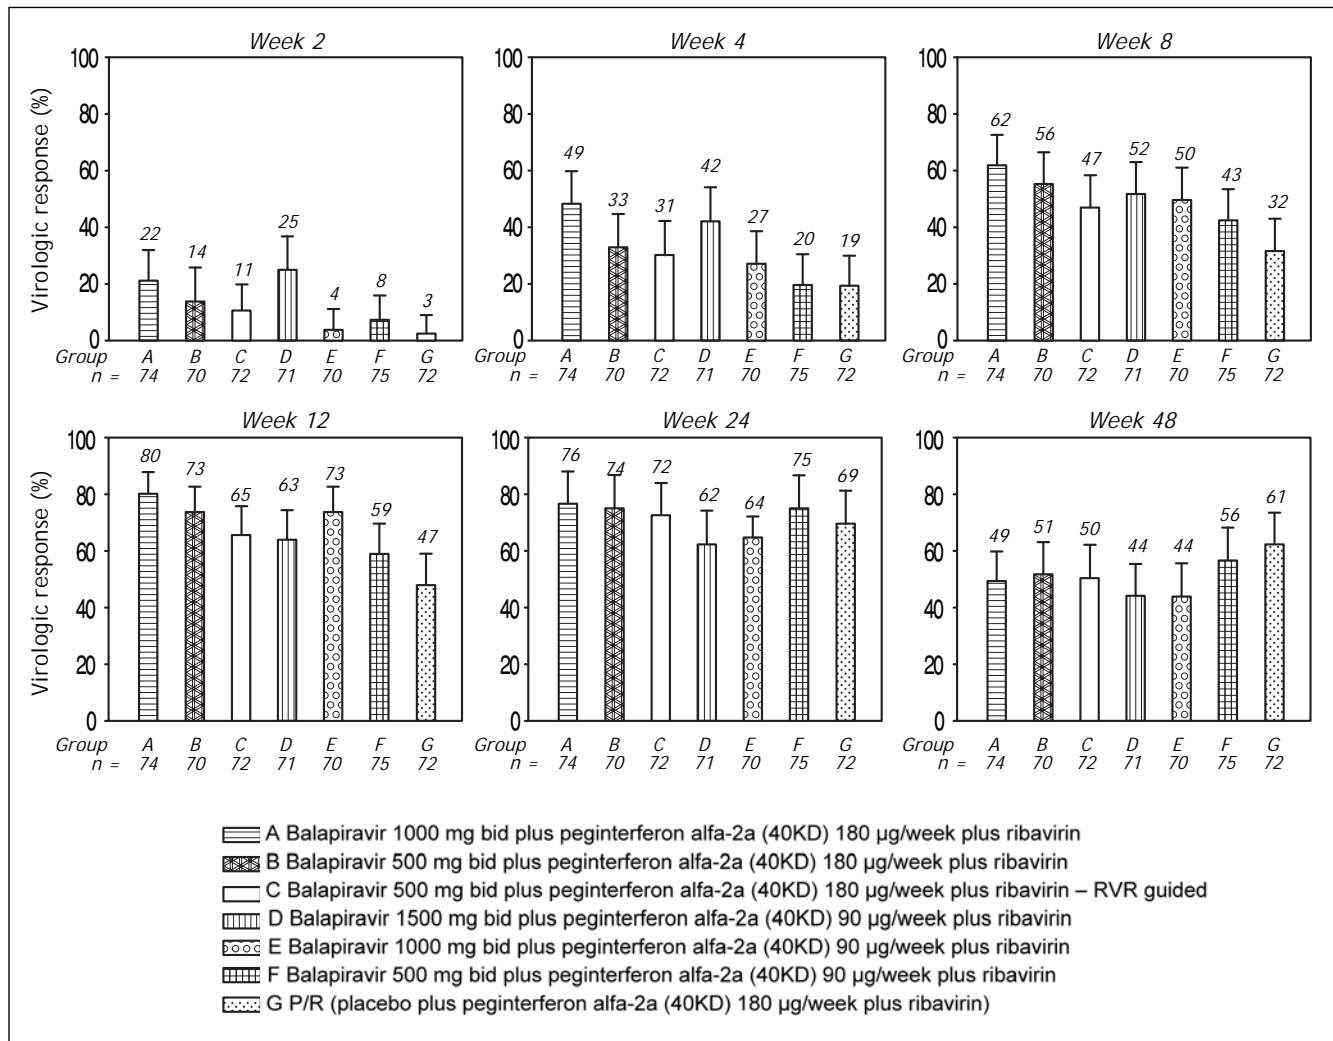 Week 2 Week 4 Week 8
Virologic response (%)
100 100 100
80 80 80
60 60 60
40 40 40
20 20 20
0 0 0
22 14 11 25 4 8 3
49 33 31 42 27 20 19
62 56 47 52 50 43 32
Group A B C D E F G Group A B C D E F G Group A B C D E F G
n = 74 70 72 71 70 75 72 n = 74 70 72 71 70 75 72 n = 74 70 72 71 70 75 72
Week 12 Week 24 Week 48
Virologic response (%)
100 100 100
80 80 80
60 60 60
40 40 40
20 20 20
0 0 0
80 73 65 63 73 59 47
76 74 72 62 64 75 69
49 51 50 44 44 56 61
Group A B C D E F G Group A B C D E F G Group A B C D E F G
n = 74 70 72 71 70 75 72 n = 74 70 72 71 70 75 72 n = 74 70 72 71 70 75 72
A Balapiravir 1000 mg bid plus peginterferon alfa-2a (40KD) 180 µg/week plus ribavirin
B Balapiravir 500 mg bid plus peginterferon alfa-2a (40KD) 180 µg/week plus ribavirin
C Balapiravir 500 mg bid plus peginterferon alfa-2a (40KD) 180 µg/week plus ribavirin – RVR guided
D Balapiravir 1500 mg bid plus peginterferon alfa-2a (40KD) 90 µg/week plus ribavirin
E Balapiravir 1000 mg bid plus peginterferon alfa-2a (40KD) 90 µg/week plus ribavirin
F Balapiravir 500 mg bid plus peginterferon alfa-2a (40KD) 90 µg/week plus ribavirin
G P/R (placebo plus peginterferon alfa-2a (40KD) 180 µg/week plus ribavirin)